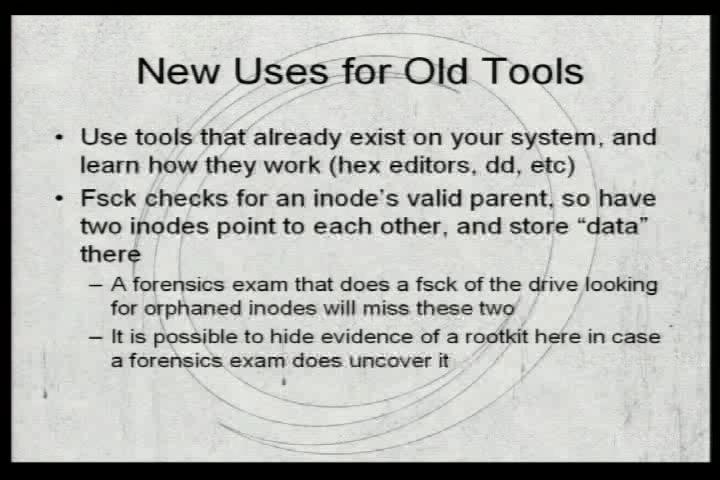 New Uses for Old Tools
• Use tools that already exist on your system, and
learn how they work (hex editors, dd, etc)
• Fsck checks for an inode's valid parent, so have
two inodes point to each other, and store “data”
there
– A forensics exam that does a fsck of the drive looking
for orphaned inodes will miss these two
– It is possible to hide evidence of a rootkit here in case
a forensics exam does uncover it